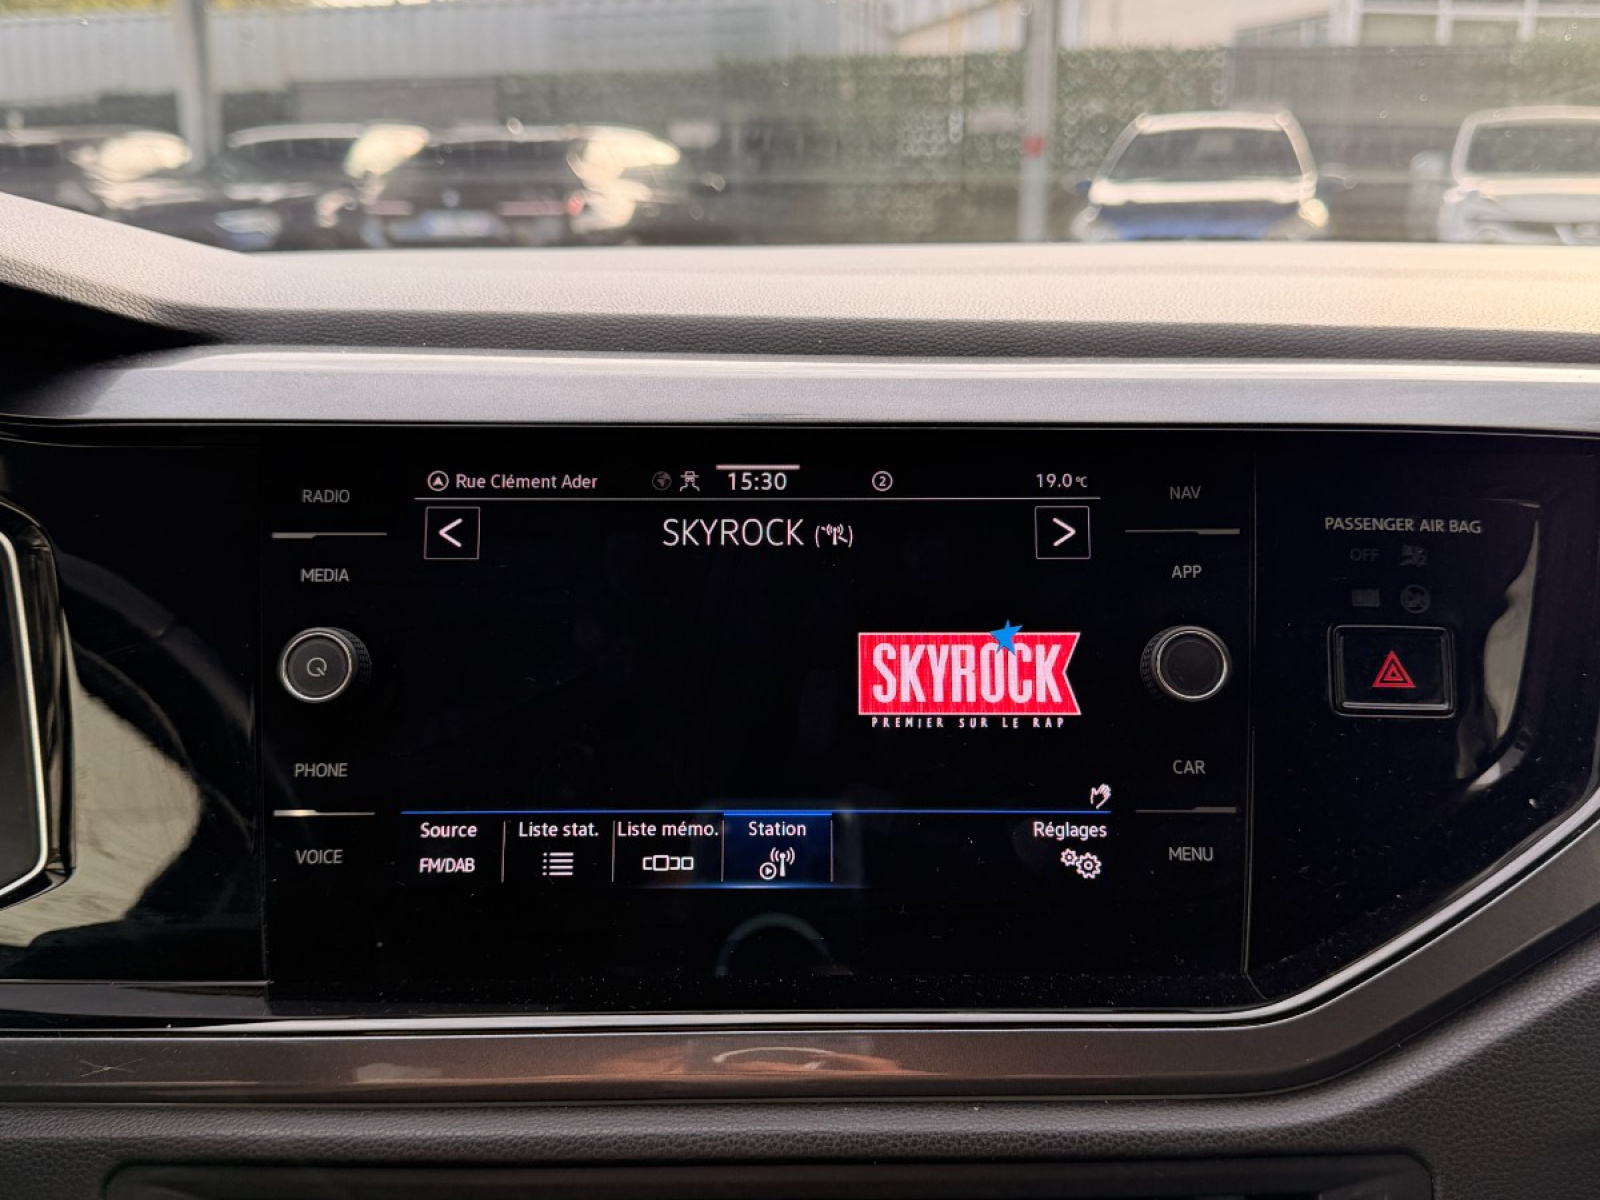 RADIO
MEDIA
PHONE
VOICE
Rue Clément Ader
15:30
2
19.0°C
SKYROCK
SKYROCK
PREMIER SUR LE RAP
Source
FM/DAB
Liste stat.
Liste mémo.
Station
Réglages
NAV
APP
CAR
MENU
PASSENGER AIR BAG
OFF